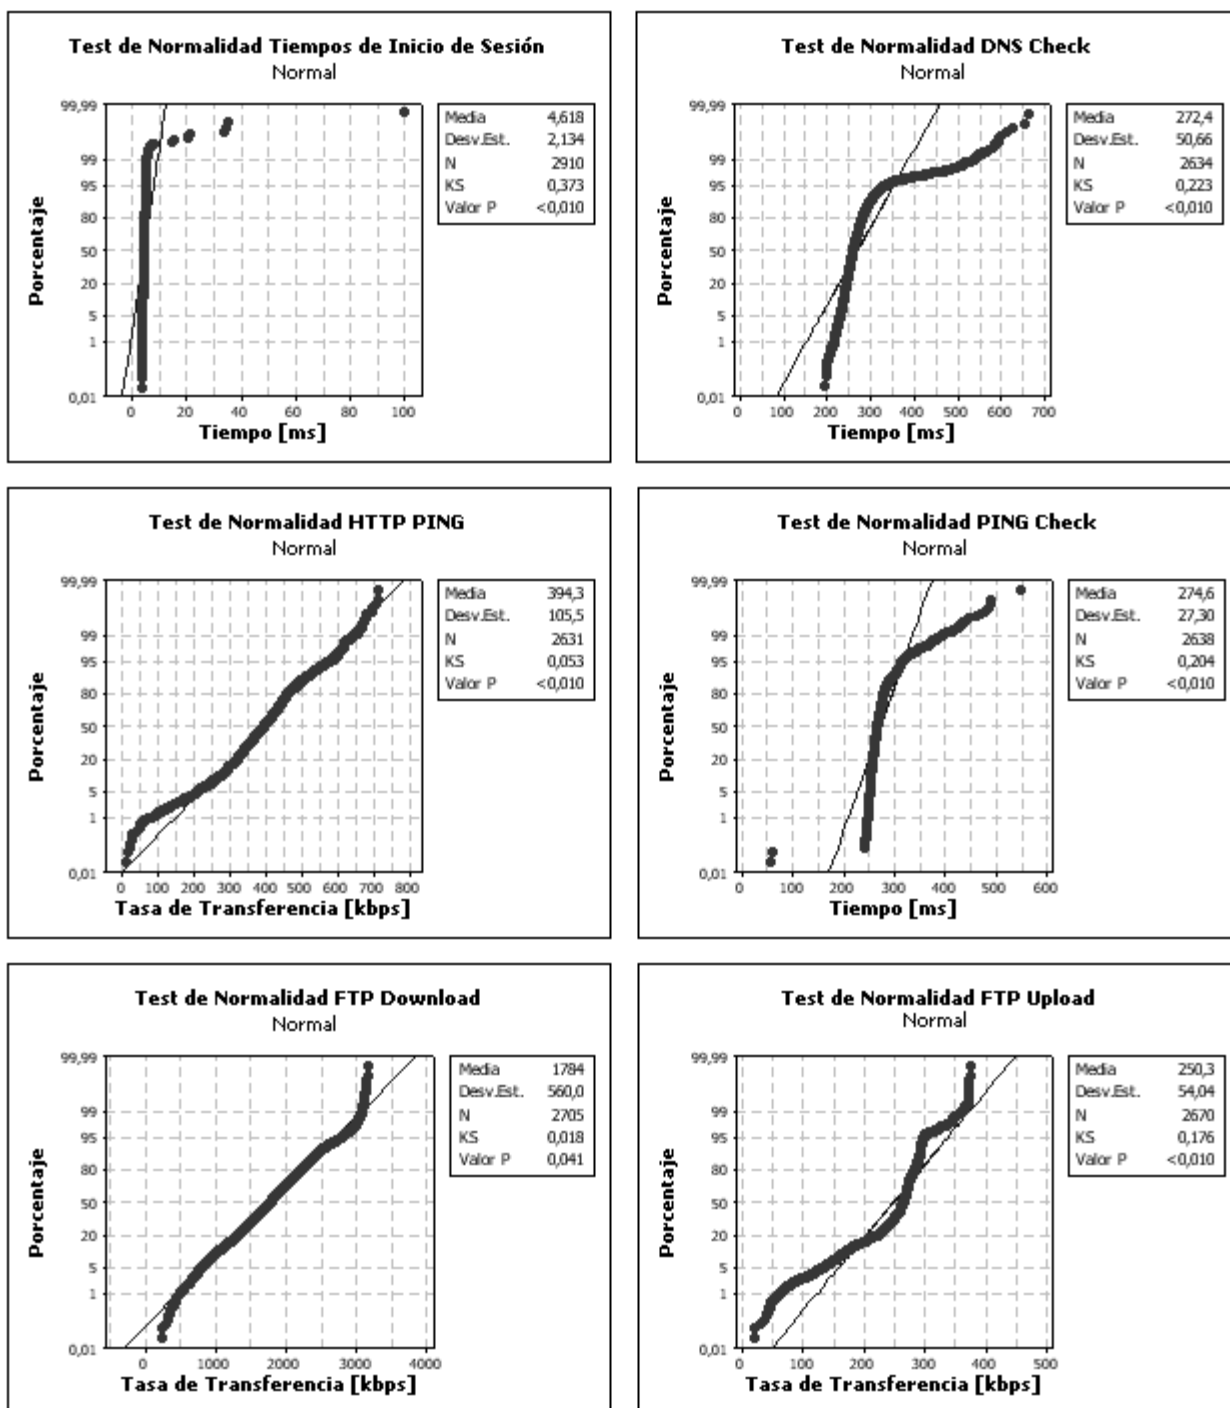 Test de Normalidad Tiempos de Inicio de Sesión
Normal
99,99
99
95
80
50
20
5
1
0,01
Porcentaje
0 20 40 60 80 100
Tiempo [ms]
Media 4,618
Desv.Est. 2,134
N 2910
KS 0,373
Valor P <0,010
Test de Normalidad DNS Check
Normal
99,99
99
95
80
50
20
5
1
0,01
Porcentaje
0 100 200 300 400 500 600 700
Tiempo [ms]
Media 272,4
Desv.Est. 50,66
N 2634
KS 0,223
Valor P <0,010
Test de Normalidad HTTP PING
Normal
99,99
99
95
80
50
20
5
1
0,01
Porcentaje
0 100 200 300 400 500 600 700 800
Tasa de Transferencia [kbps]
Media 394,3
Desv.Est. 105,5
N 2631
KS 0,053
Valor P <0,010
Test de Normalidad PING Check
Normal
99,99
99
95
80
50
20
5
1
0,01
Porcentaje
0 100 200 300 400 500 600
Tiempo [ms]
Media 274,6
Desv.Est. 27,30
N 2638
KS 0,204
Valor P <0,010
Test de Normalidad FTP Download
Normal
99,99
99
95
80
50
20
5
1
0,01
Porcentaje
0 1000 2000 3000 4000
Tasa de Transferencia [kbps]
Media 1784
Desv.Est. 560,0
N 2705
KS 0,018
Valor P 0,041
Test de Normalidad FTP Upload
Normal
99,99
99
95
80
50
20
5
1
0,01
Porcentaje
0 100 200 300 400 500
Tasa de Transferencia [kbps]
Media 250,3
Desv.Est. 54,04
N 2670
KS 0,176
Valor P <0,010